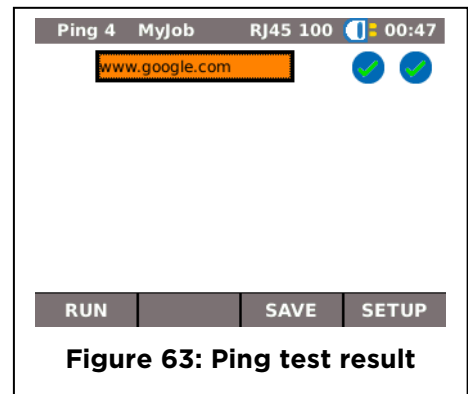 Ping 4 MyJob RJ45 100 00:47
www.google.com
RUN SAVE SETUP
Figure 63: Ping test result